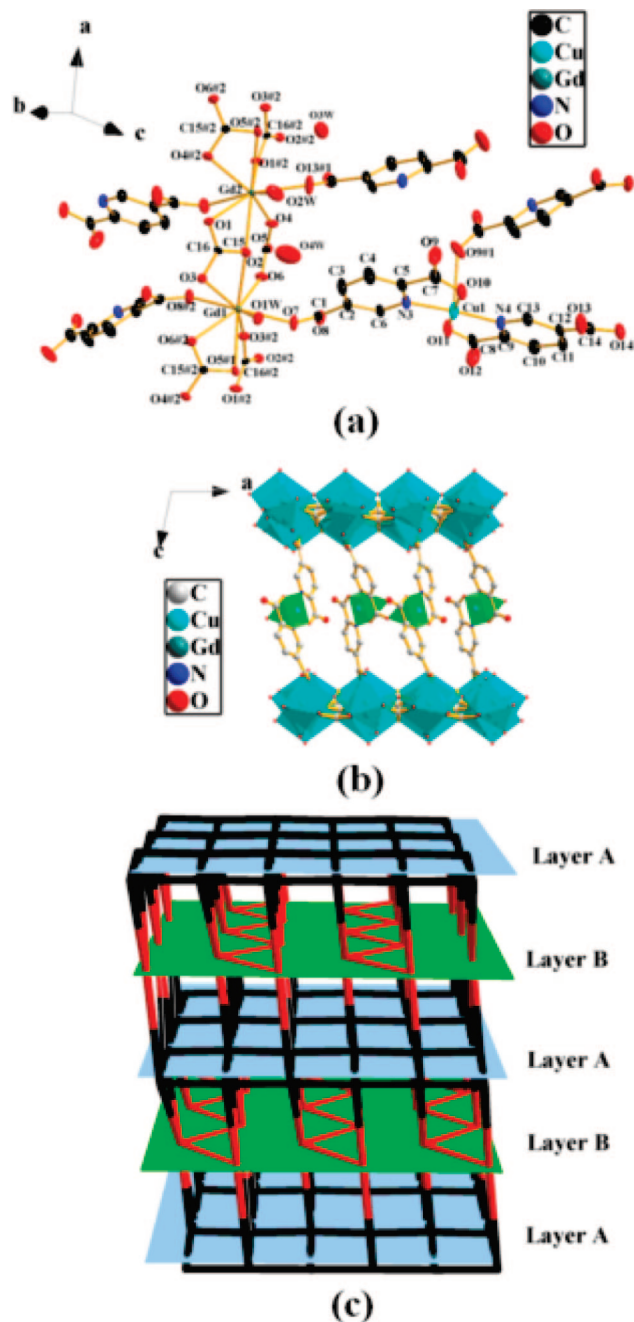 a
b
c
C
Cu
Gd
N
O
O6#2
O3#2
O3W
C15#2
O5#2
C16#2
O2#2
O4#2
O1#2
O13#1
Gd2
O2W
O1
O4
C16
C15
O5
O4W
O2
O9
O9#1
O3
O6
C4
C5
O10
C3
C7
O8#2
Gd1
O1W
O7
C1
C2
N3
Cu1
N4
C13
O13
O8
C6
C12
O6#2
O3#2
O11
C8
C9
C14
O14
C15#2
O5#1
O2#2
C16#2
O12
C10
C11
O4#2
O1#2
(a)
a
c
C
Cu
Gd
N
O
(b)
Layer A
Layer B
Layer A
Layer B
Layer A
(c)